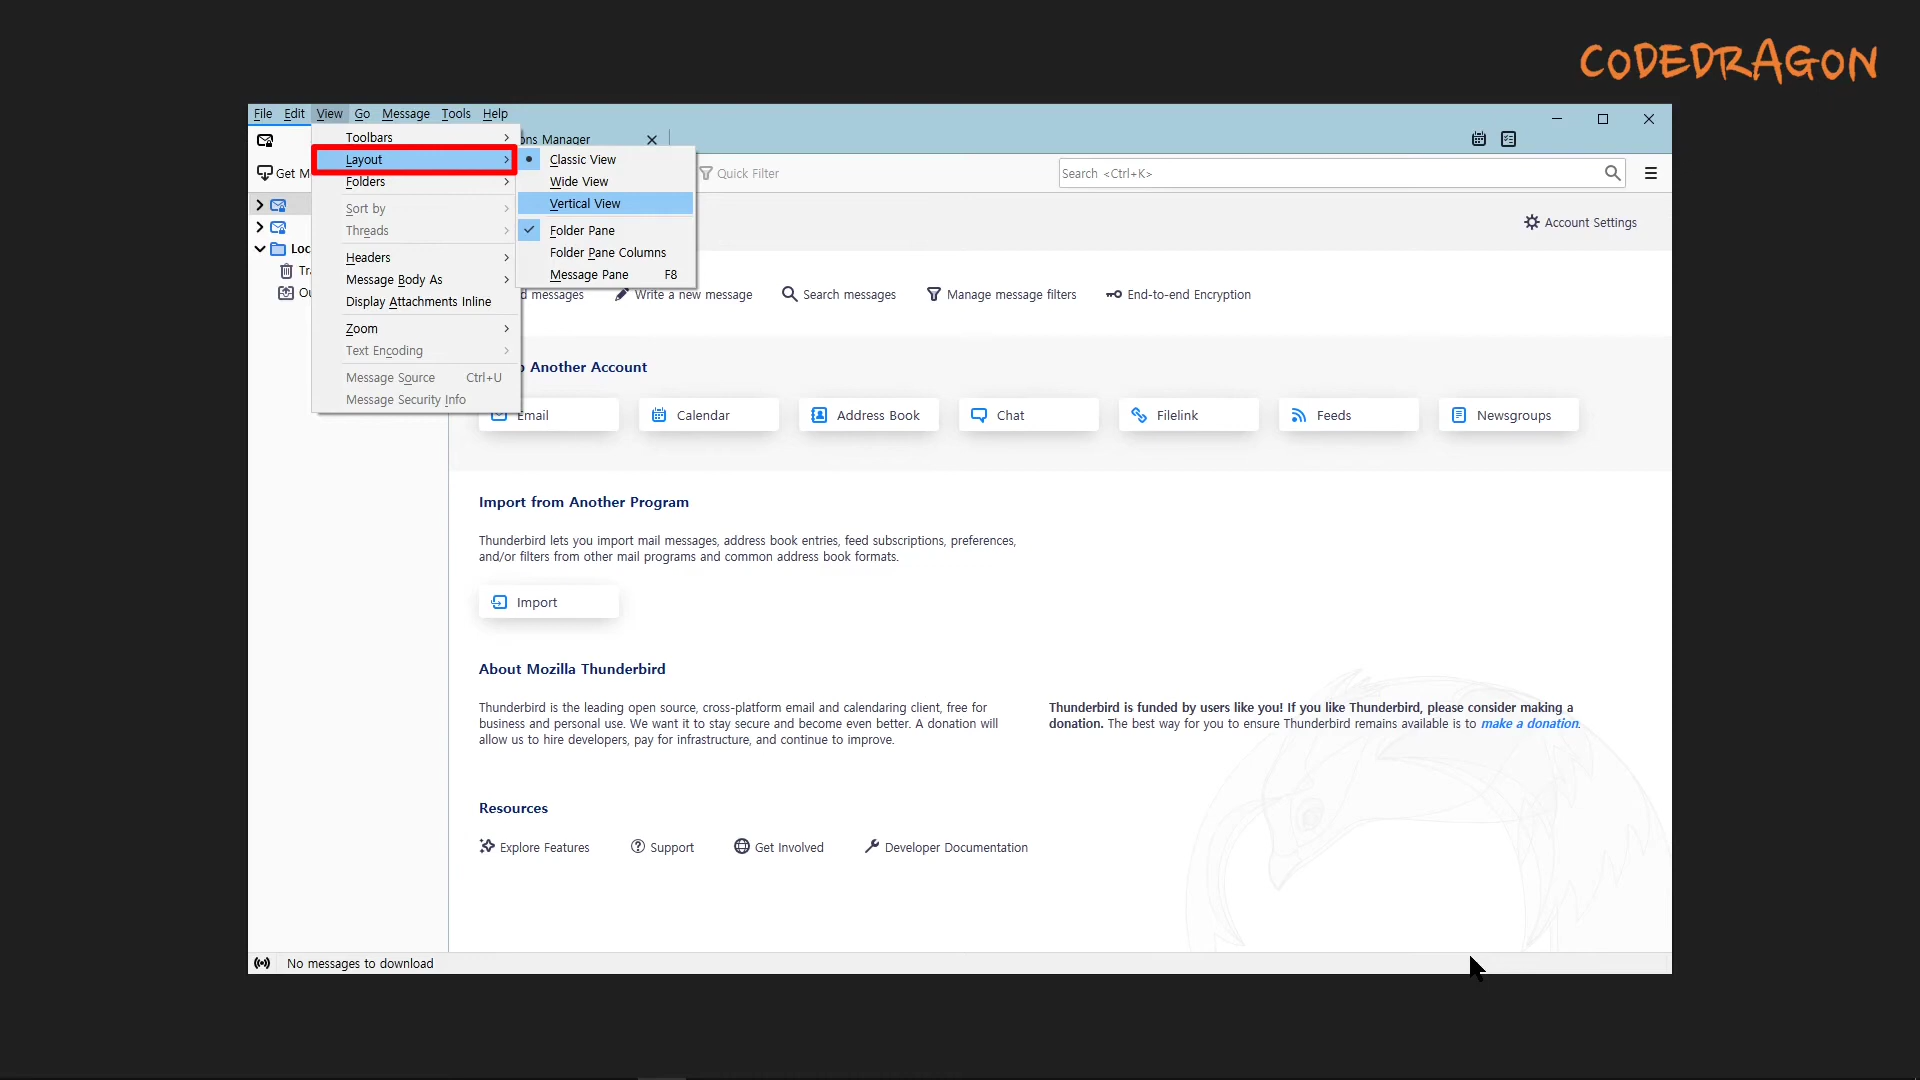 CODEDRAGON
File Edit View Go Message Tools Help
Toolbars
Layout
Folders
Sort by
Threads
Headers
Message Body As
Display Attachments Inline
Zoom
Text Encoding
Message Source Ctrl+U
Message Security Info
Classic View
Wide View
Vertical View
Folder Pane
Folder Pane Columns
Message Pane F8
ons Manager
Get M
Quick Filter
Search <Ctrl+K>
Loc
Tra
Ou
Account Settings
d messages
Write a new message
Search messages
Manage message filters
End-to-end Encryption
Another Account
Email
Calendar
Address Book
Chat
Filelink
Feeds
Newsgroups
Import from Another Program
Thunderbird lets you import mail messages, address book entries, feed subscriptions, preferences,
and/or filters from other mail programs and common address book formats.
Import
About Mozilla Thunderbird
Thunderbird is the leading open source, cross-platform email and calendaring client, free for
business and personal use. We want it to stay secure and become even better. A donation will
allow us to hire developers, pay for infrastructure, and continue to improve.
Thunderbird is funded by users like you! If you like Thunderbird, please consider making a
donation. The best way for you to ensure Thunderbird remains available is to make a donation.
Resources
Explore Features
Support
Get Involved
Developer Documentation
No messages to download